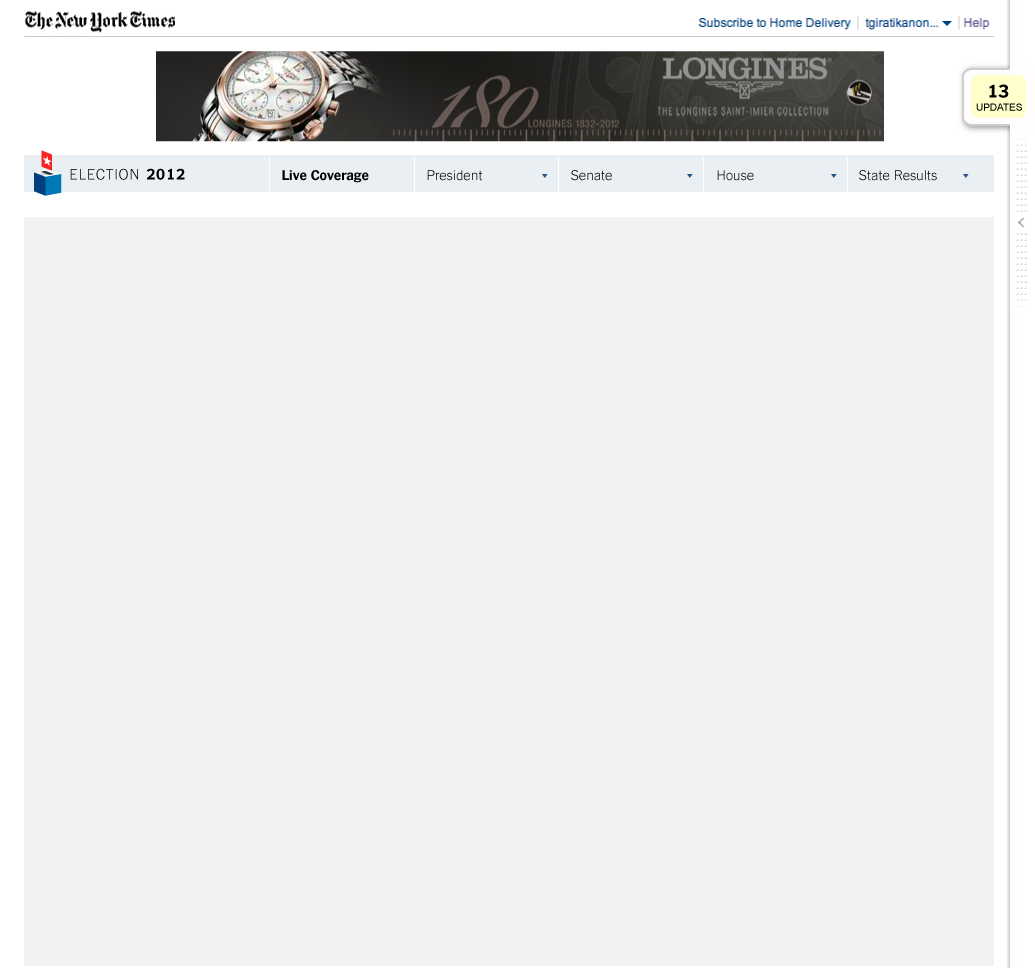 The New York Times
Subscribe to Home Delivery tgiratikanon... Help
LONGINES
180
THE LONGINES SAINT-IMIER COLLECTION
LONGINES 1832-2012
13
UPDATES
ELECTION 2012 Live Coverage President Senate House State Results